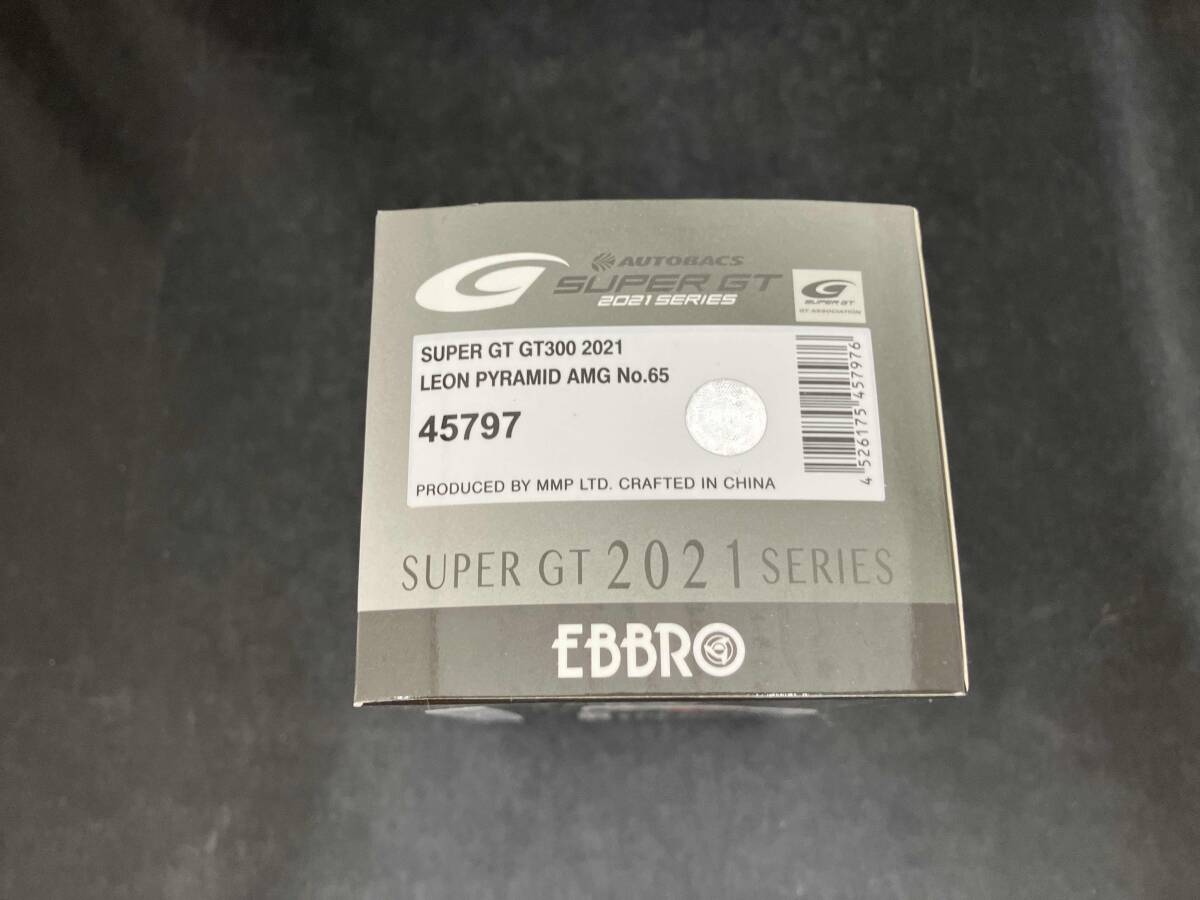 AUTOBACS
SUPER GT
2021 SERIES
SUPER GT
GT ASSOCIATION
SUPER GT GT300 2021
LEON PYRAMID AMG No.65
45797
4 526175 457976
PRODUCED BY MMP LTD. CRAFTED IN CHINA
SUPER GT 2021 SERIES
EBBRO